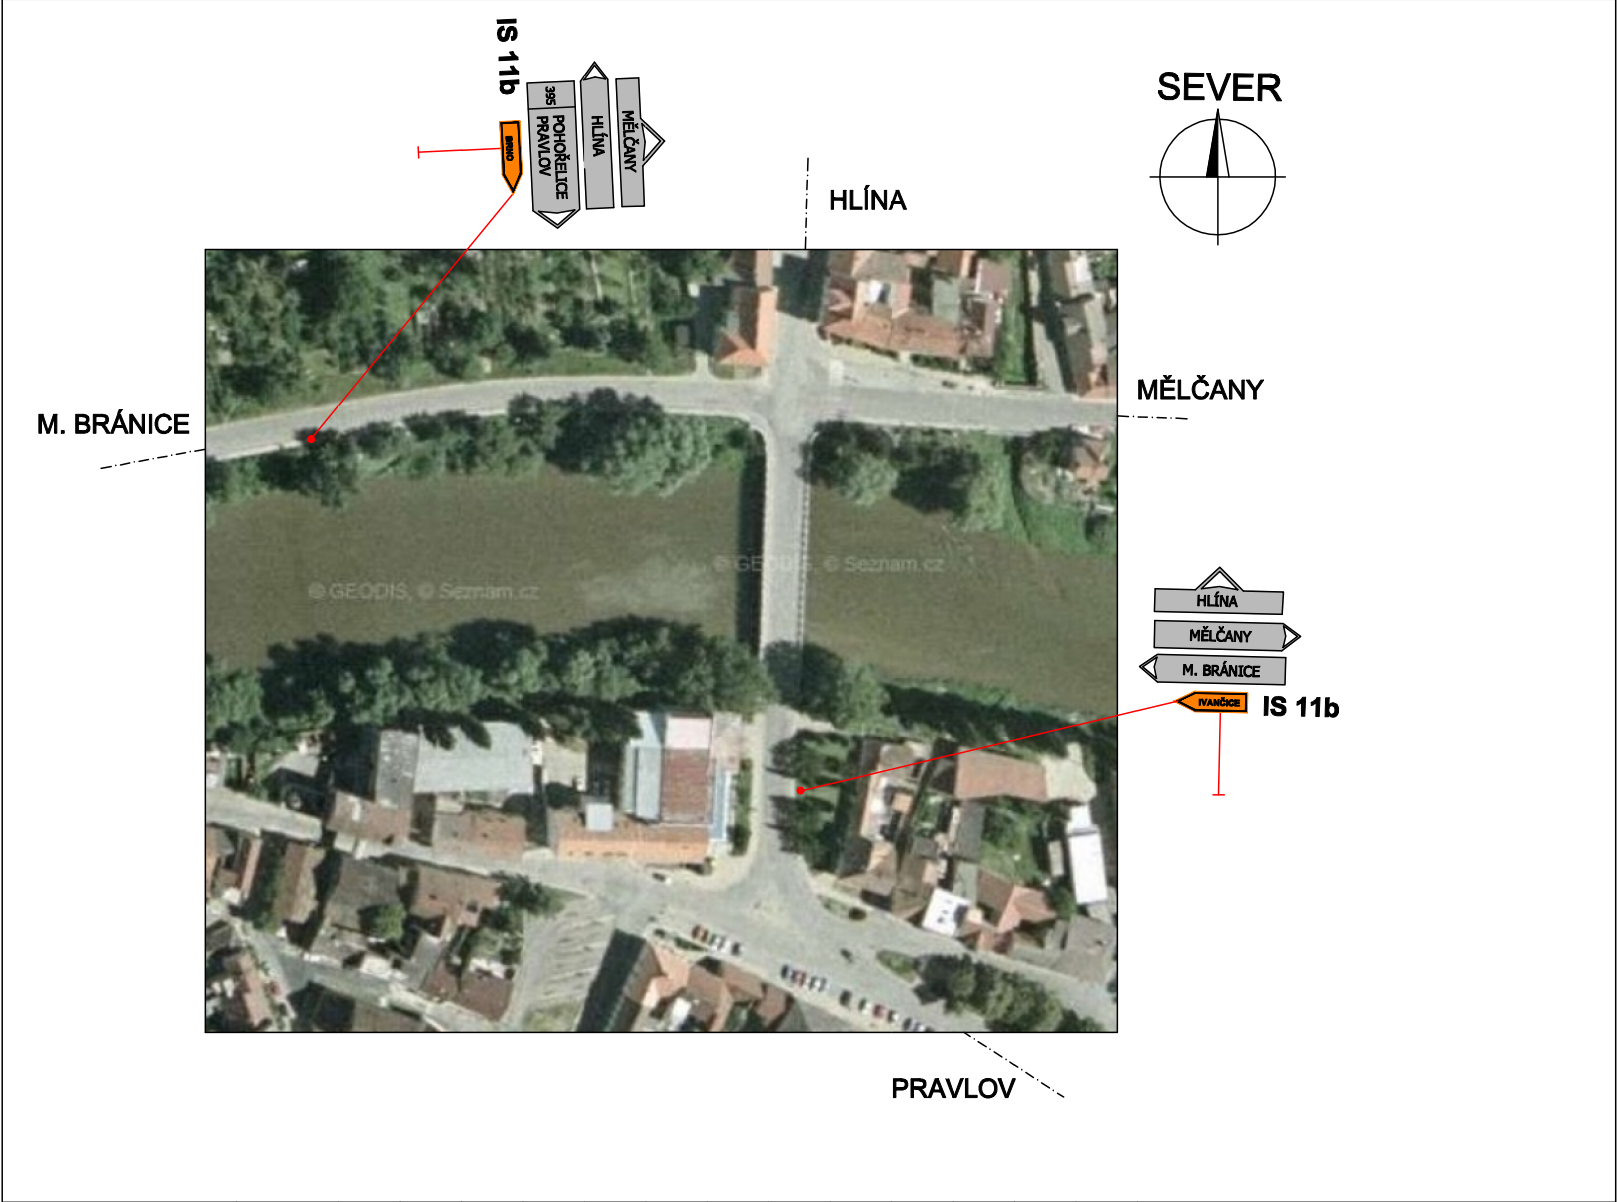 IS 11b
BRNO
395
POHOŘELICE
PRAVLOV
HLÍNA
MĚLČANY
SEVER
HLÍNA
M. BRÁNICE
MĚLČANY
© GEODIS, © Seznam.cz
© GEODIS, © Seznam.cz
HLÍNA
MĚLČANY
M. BRÁNICE
IVANČICE
IS 11b
PRAVLOV